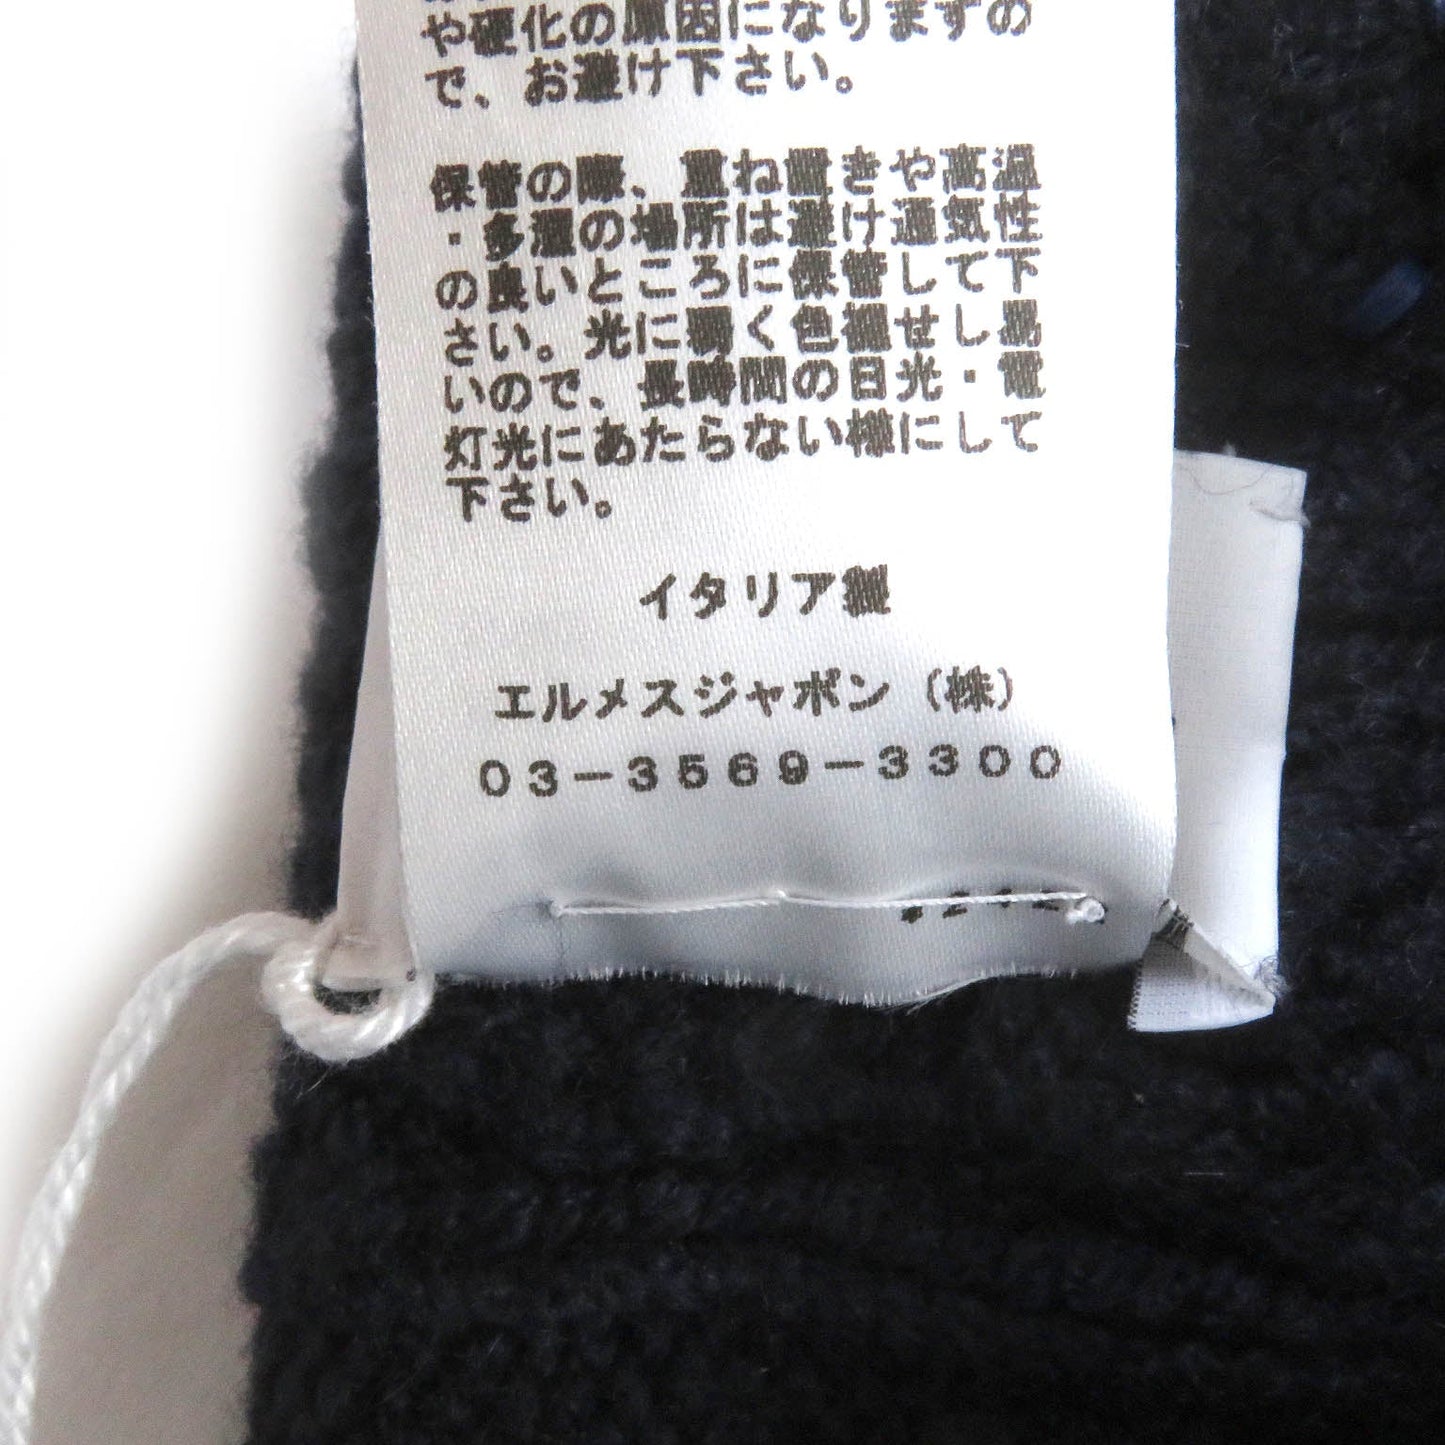 や硬化の原因になりますの
で、お避け下さい。
保管の際、重ね置きや高温
・多湿の場所は避け通気性
の良いところに保管して下
さい。光に弱く色褪せし易
いので、長時間の日光・電
灯光にあたらない様にして
下さい。
イタリア製
エルメスジャポン（株）
03-3569-3300